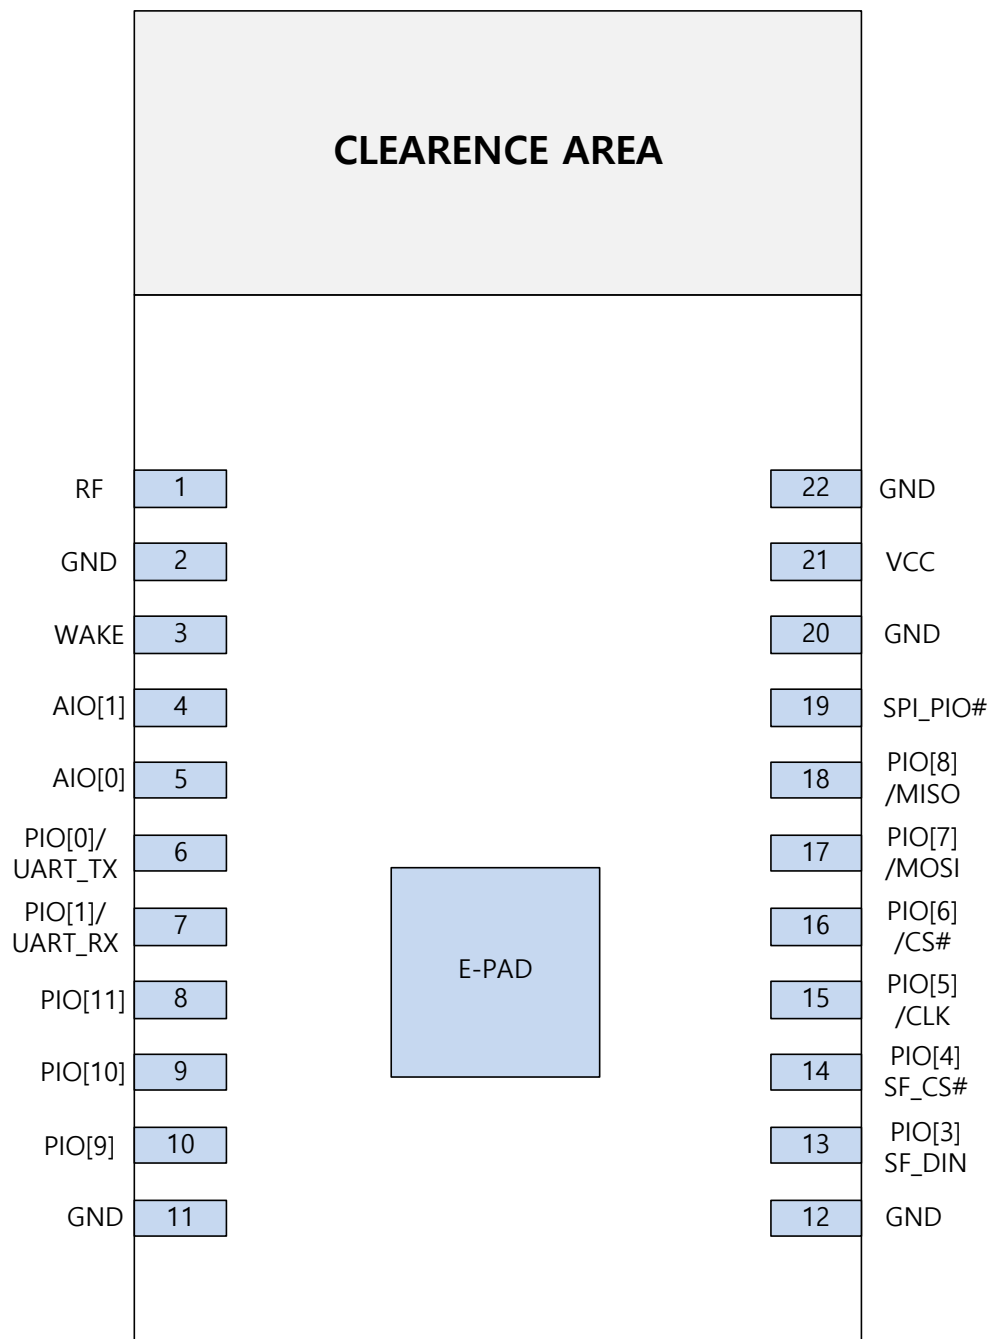 CLEARENCE AREA
RF
1
GND
2
WAKE
3
AIO[1]
4
AIO[0]
5
PIO[0]/
UART_TX
6
PIO[1]/
UART_RX
7
PIO[11]
8
PIO[10]
9
PIO[9]
10
GND
11
E-PAD
22
GND
21
VCC
20
GND
19
SPI_PIO#
18
PIO[8]
/MISO
17
PIO[7]
/MOSI
16
PIO[6]
/CS#
15
PIO[5]
/CLK
14
PIO[4]
SF_CS#
13
PIO[3]
SF_DIN
12
GND